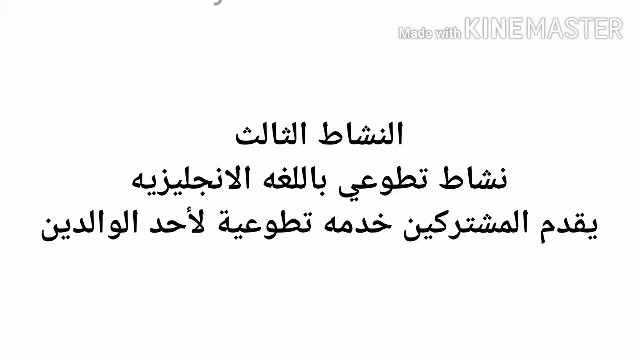 Made with KINEMASTER
النشاط الثالث
نشاط تطوعي باللغه الانجليزيه
يقدم المشتركين خدمه تطوعية لأحد الوالدين